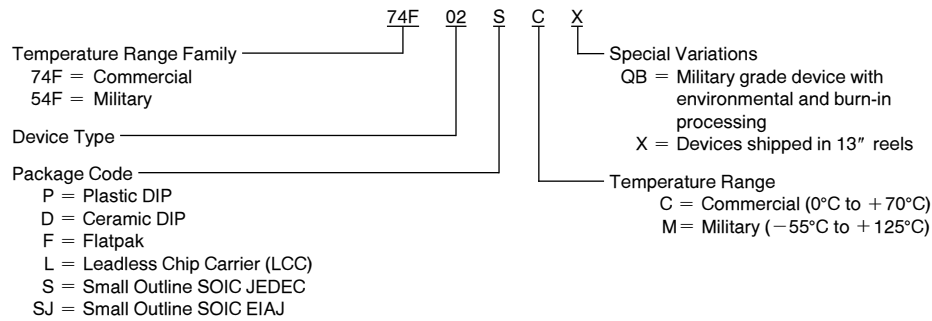 74F 02 S C X
Temperature Range Family
74F = Commercial
54F = Military
Device Type
Package Code
P = Plastic DIP
D = Ceramic DIP
F = Flatpak
L = Leadless Chip Carrier (LCC)
S = Small Outline SOIC JEDEC
SJ = Small Outline SOIC EIAJ
Special Variations
QB = Military grade device with
environmental and burn-in
processing
X = Devices shipped in 13″ reels
Temperature Range
C = Commercial (0°C to +70°C)
M = Military (−55°C to +125°C)